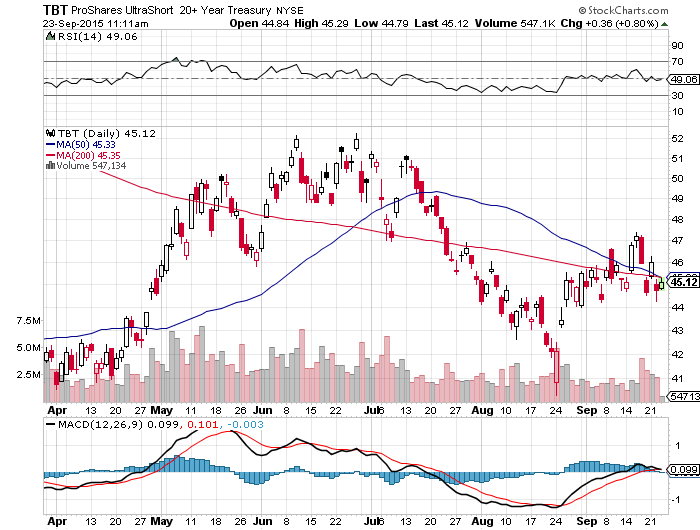 TBT ProShares UltraShort 20+ Year Treasury NYSE © StockCharts.com
23-Sep-2015 11:11am Open 44.84 High 45.29 Low 44.79 Last 45.12 Volume 547.1K Chg +0.36 (+0.80%)
RSI(14) 49.06
90
70
49.06
30
10
TBT (Daily) 45.12
MA(50) 45.33
MA(200) 45.35
Volume 547,134
52
51
50
49
48
47
46
45.12
44
43
42
41
7.5M
5.0M
2.5M
54713
Apr 13 20 27 May 11 18 26 Jun 8 15 22 Jul 6 13 20 27 Aug 10 17 24 Sep 8 14 21
MACD(12,26,9) 0.099, 0.101, -0.003
1
0.099
-1
Apr 13 20 27 May 11 18 26 Jun 8 15 22 Jul 6 13 20 27 Aug 10 17 24 Sep 8 14 21